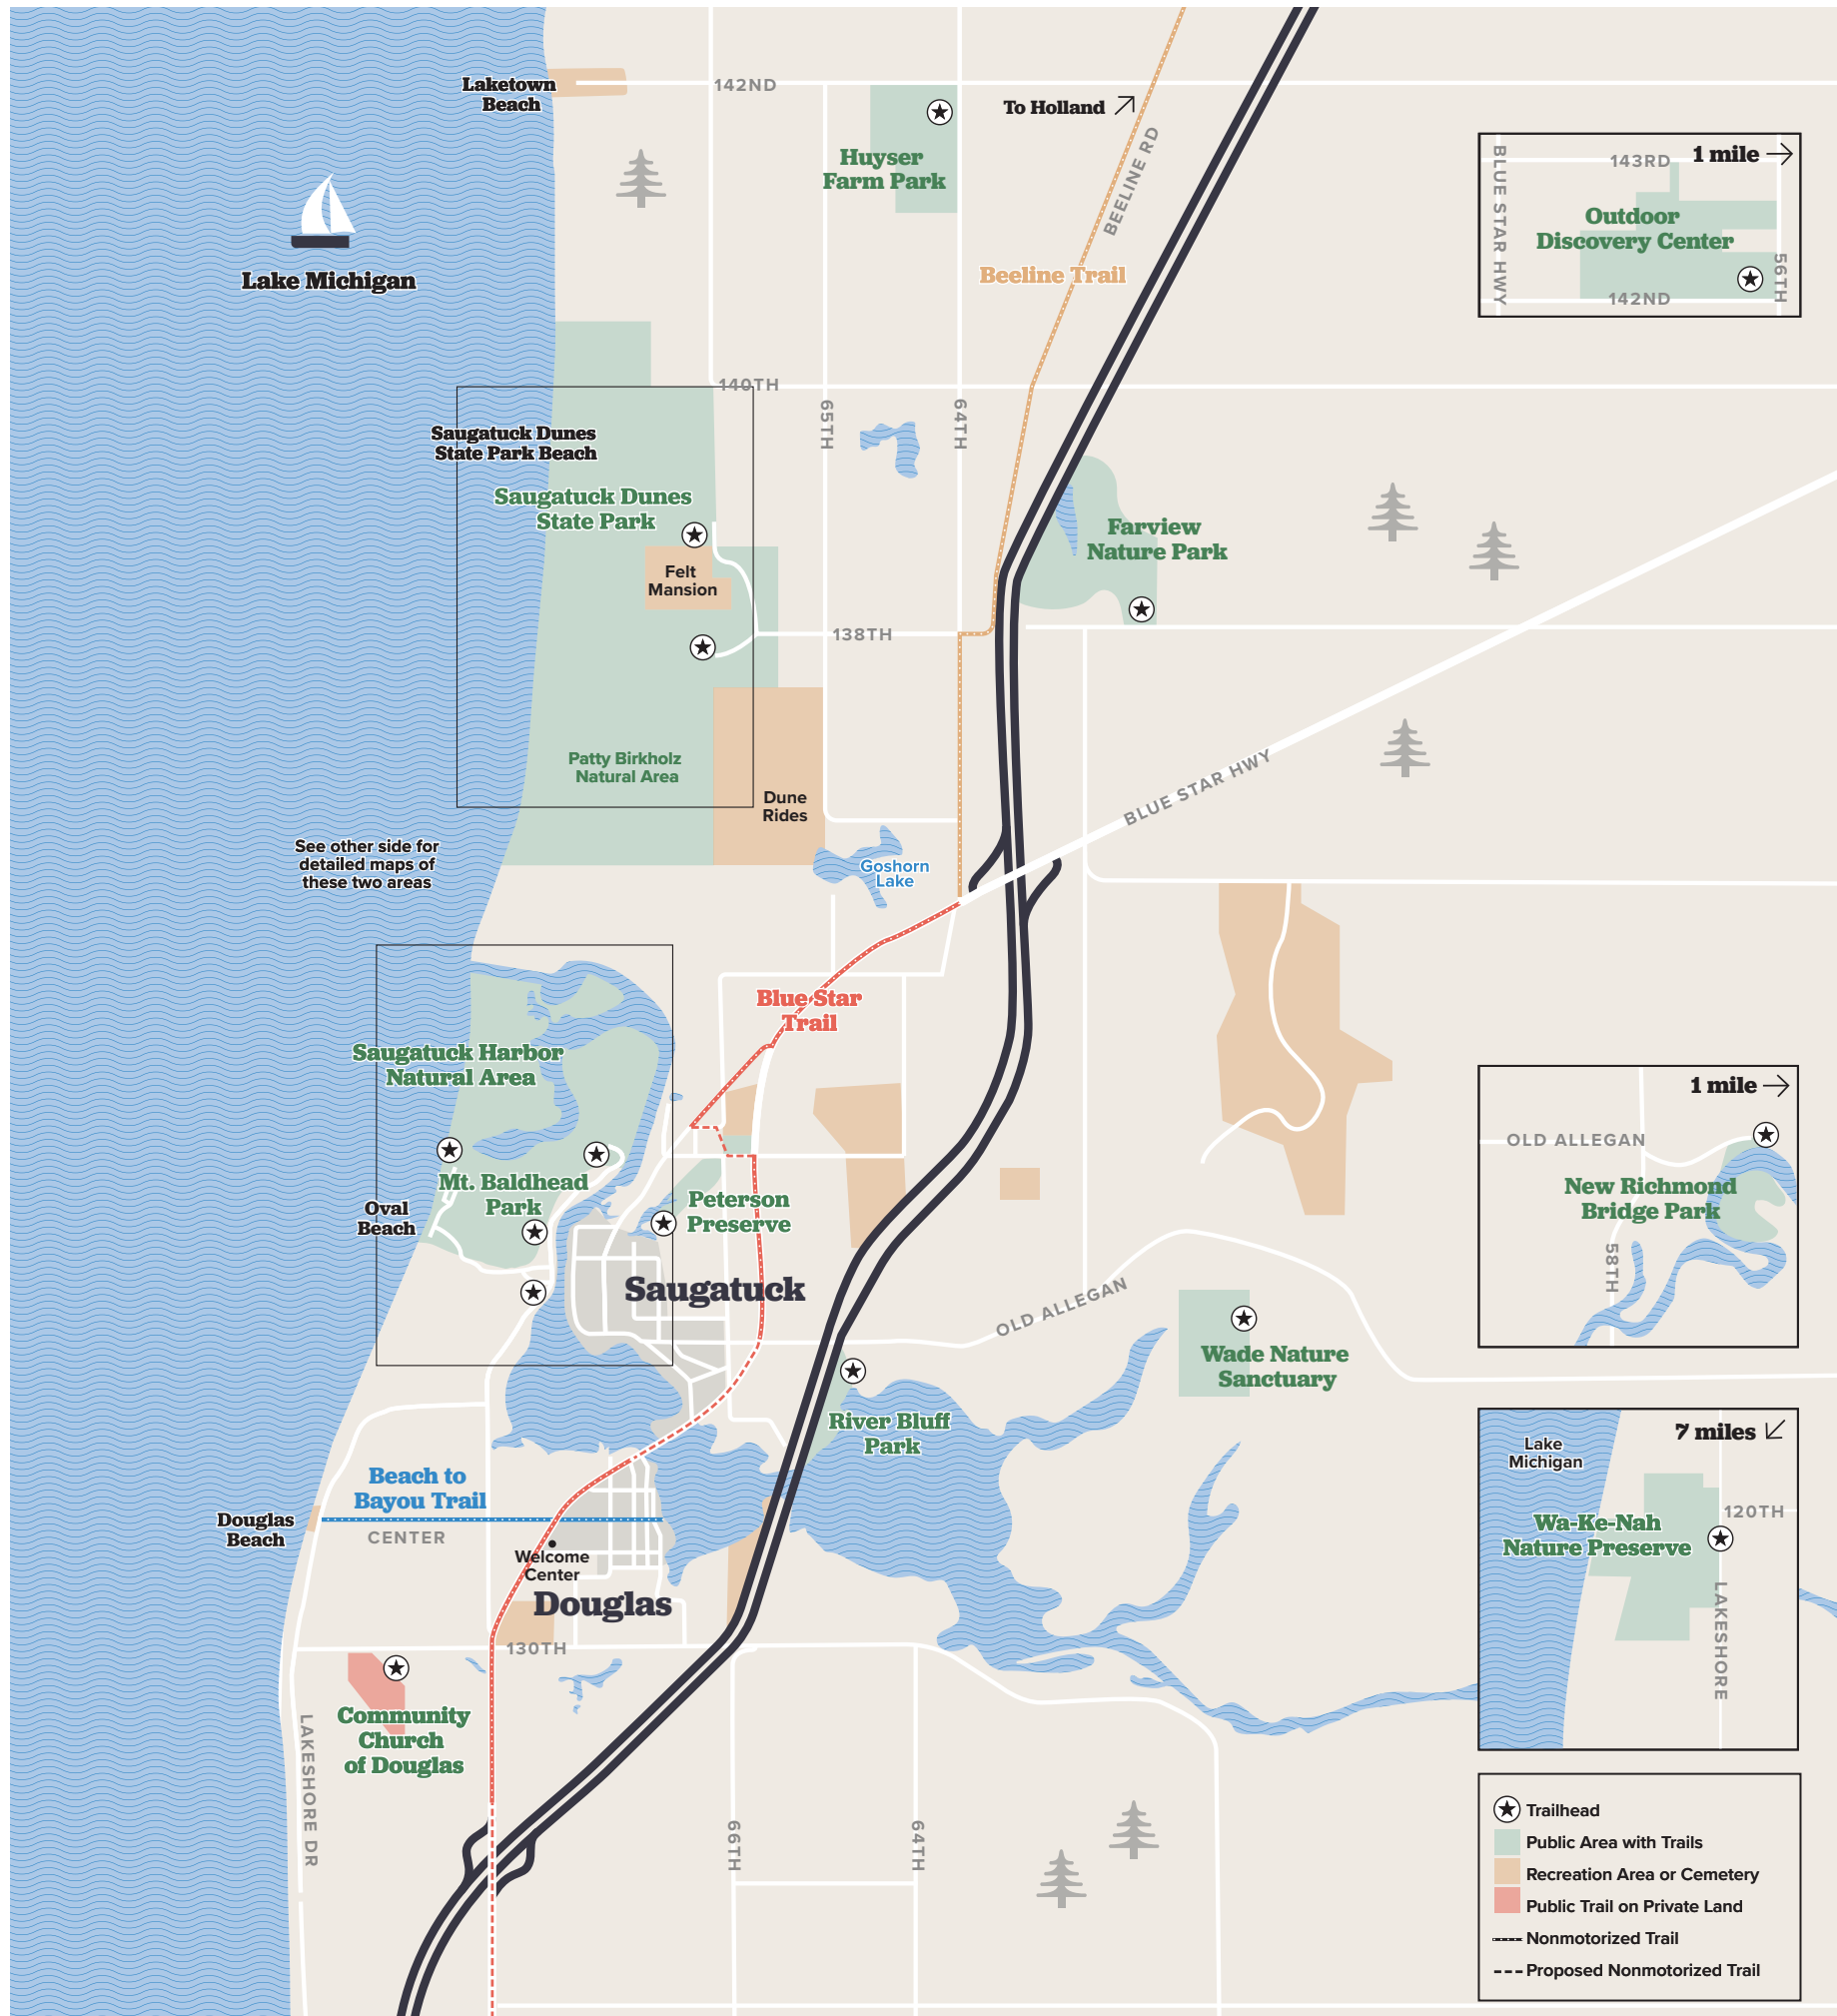 Laketown
Beach
142ND
To Holland
BEELINE RD
Huyser
Farm Park
Lake Michigan
Beeline Trail
BLUE STAR HWY
143RD
1 mile
Outdoor
Discovery Center
142ND
56TH
140TH
65TH
64TH
Saugatuck Dunes
State Park Beach
Saugatuck Dunes
State Park
Felt
Mansion
Farview
Nature Park
138TH
Patty Birkholz
Natural Area
Dune
Rides
BLUE STAR HWY
See other side for
detailed maps of
these two areas
Goshorn
Lake
Blue Star
Trail
Saugatuck Harbor
Natural Area
Mt. Baldhead
Park
Oval
Beach
Peterson
Preserve
Saugatuck
OLD ALLEGAN
Wade Nature
Sanctuary
1 mile
OLD ALLEGAN
New Richmond
Bridge Park
58TH
River Bluff
Park
Beach to
Bayou Trail
Douglas
Beach
CENTER
Welcome
Center
Douglas
130TH
Community
Church
of Douglas
LAKESHORE DR
66TH
64TH
7 miles
Lake
Michigan
120TH
Wa-Ke-Nah
Nature Preserve
LAKESHORE
Trailhead
Public Area with Trails
Recreation Area or Cemetery
Public Trail on Private Land
Nonmotorized Trail
Proposed Nonmotorized Trail